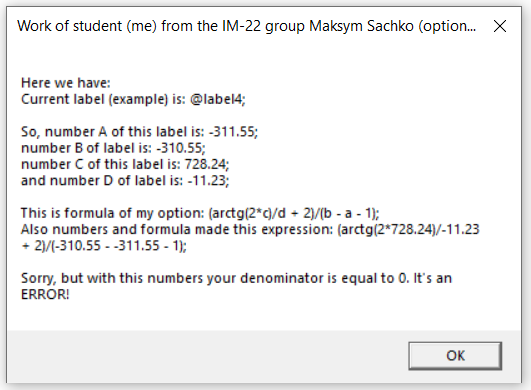 Work of student (me) from the IM-22 group Maksym Sachko (option...
Here we have:
Current label (example) is: @label4;
So, number A of this label is: -311.55;
number B of label is: -310.55;
number C of this label is: 728.24;
and number D of label is: -11.23;
This is formula of my option: (arctg(2*c)/d + 2)/(b - a - 1);
Also numbers and formula made this expression: (arctg(2*728.24)/-11.23
+ 2)/(-310.55 - -311.55 - 1);
Sorry, but with this numbers your denominator is equal to 0. It's an
ERROR!
OK